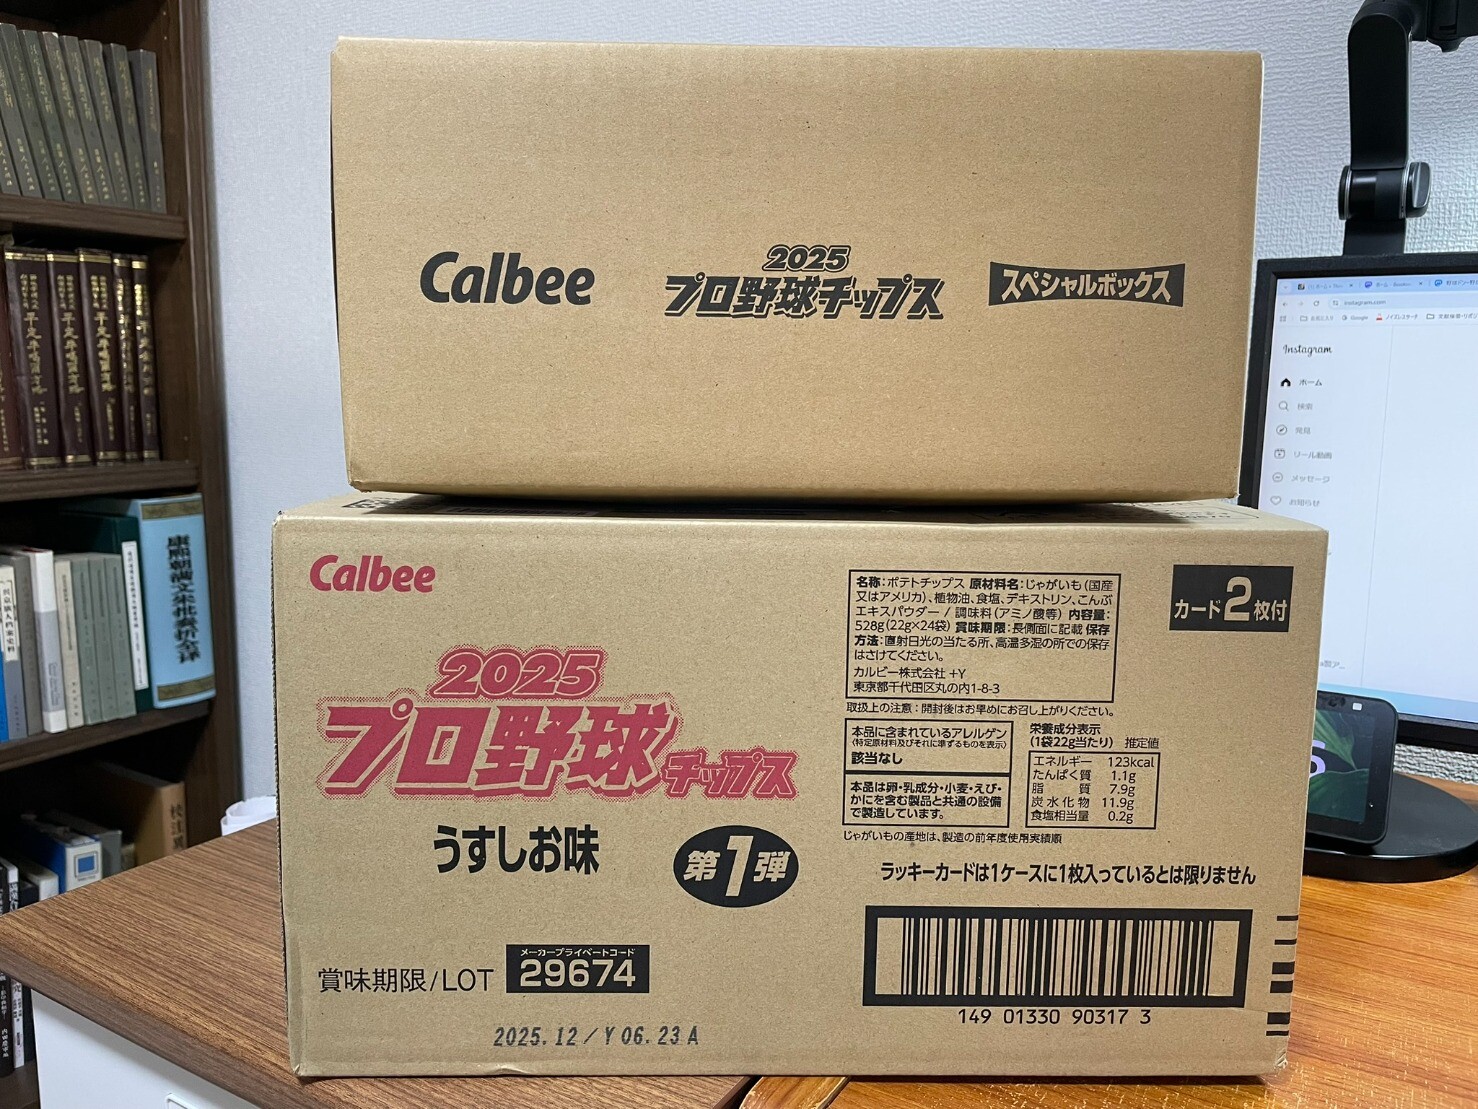 Calbee
2025
プロ野球チップス
スペシャルボックス
Calbee
2025
プロ野球チップス
うすしお味
第1弾
賞味期限/LOT
メーカープライベートコード
29674
2025.12/Y 06.23 A
名称:ポテトチップス 原材料名:じゃがいも(国産
又はアメリカ)、植物油、食塩、デキストリン、こんぶ
エキスパウダー / 調味料(アミノ酸等) 内容量:
528g(22g×24袋) 賞味期限:長側面に記載 保存
方法:直射日光の当たる所、高温多湿の所での保存
はさけてください。
カルビー株式会社 +Y
東京都千代田区丸の内1-8-3
取扱上の注意:開封後はお早めにお召し上がりください。
カード2枚付
本品に含まれているアレルゲン
(特定原材料及びそれに準ずるものを表示)
該当なし
本品は卵・乳成分・小麦・えび・
かにを含む製品と共通の設備
で製造しています。
栄養成分表示
(1袋22g当たり) 推定値
エネルギー 123kcal
たんぱく質 1.1g
脂質 7.9g
炭水化物 11.9g
食塩相当量 0.2g
じゃがいもの産地は、製造の前年度使用実績順
ラッキーカードは1ケースに1枚入っているとは限りません
149 01330 90317 3
康熙朝满文朱批奏折全译
instagram.com
Google
Instagram
ホーム
検索
発見
リール動画
メッセージ
お知らせ